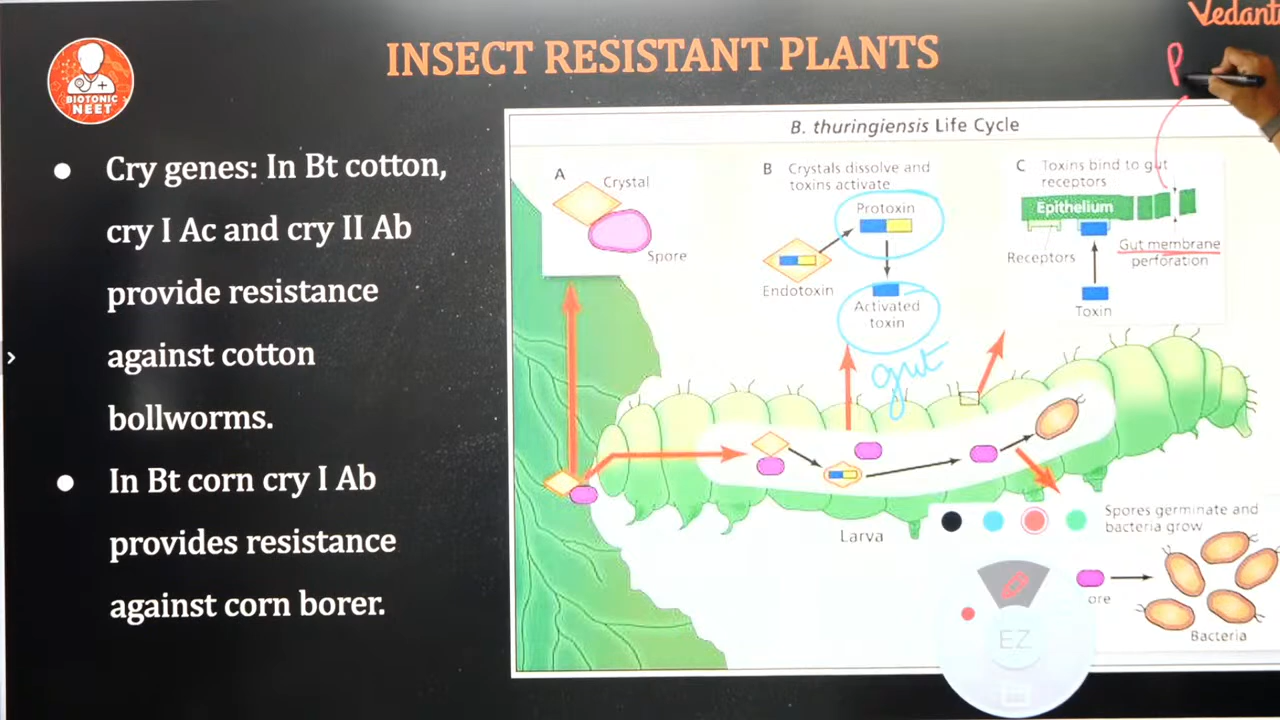 Vedant
INSECT RESISTANT PLANTS
P
BIOTONIC
NEET
● Cry genes: In Bt cotton,
cry I Ac and cry II Ab
provide resistance
against cotton
bollworms.
● In Bt corn cry I Ab
provides resistance
against corn borer.
B. thuringiensis Life Cycle
A
Crystal
Spore
B Crystals dissolve and
toxins activate
Protoxin
Endotoxin
Activated
toxin
gut
C Toxins bind to gut
receptors
Epithelium
Receptors
Gut membrane
perforation
Toxin
Larva
Spores germinate and
bacteria grow
ore
Bacteria
EZ